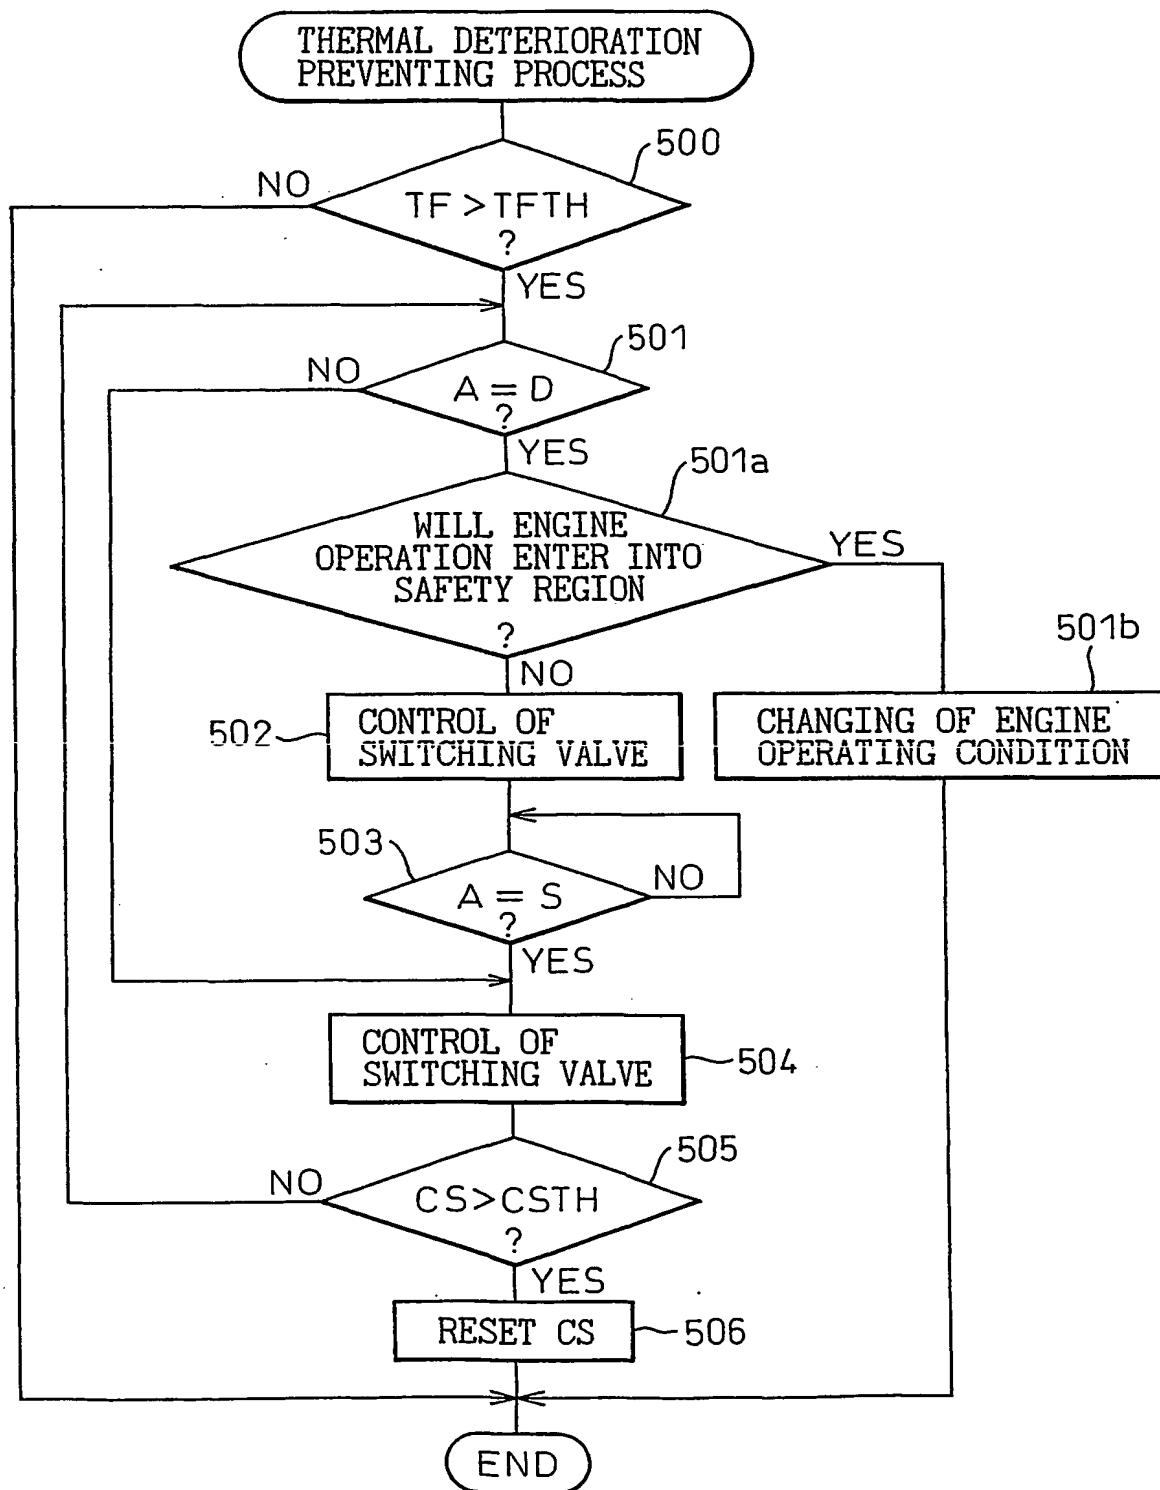 THERMAL DETERIORATION
PREVENTING PROCESS
500
NO
TF > TFTH
?
YES
501
NO
A = D
?
YES
501a
WILL ENGINE
OPERATION ENTER INTO
SAFETY REGION
?
YES
NO
501b
502
CONTROL OF
SWITCHING VALVE
CHANGING OF ENGINE
OPERATING CONDITION
503
A = S
?
NO
YES
CONTROL OF
SWITCHING VALVE
504
505
NO
CS>CSTH
?
YES
RESET CS
506
END